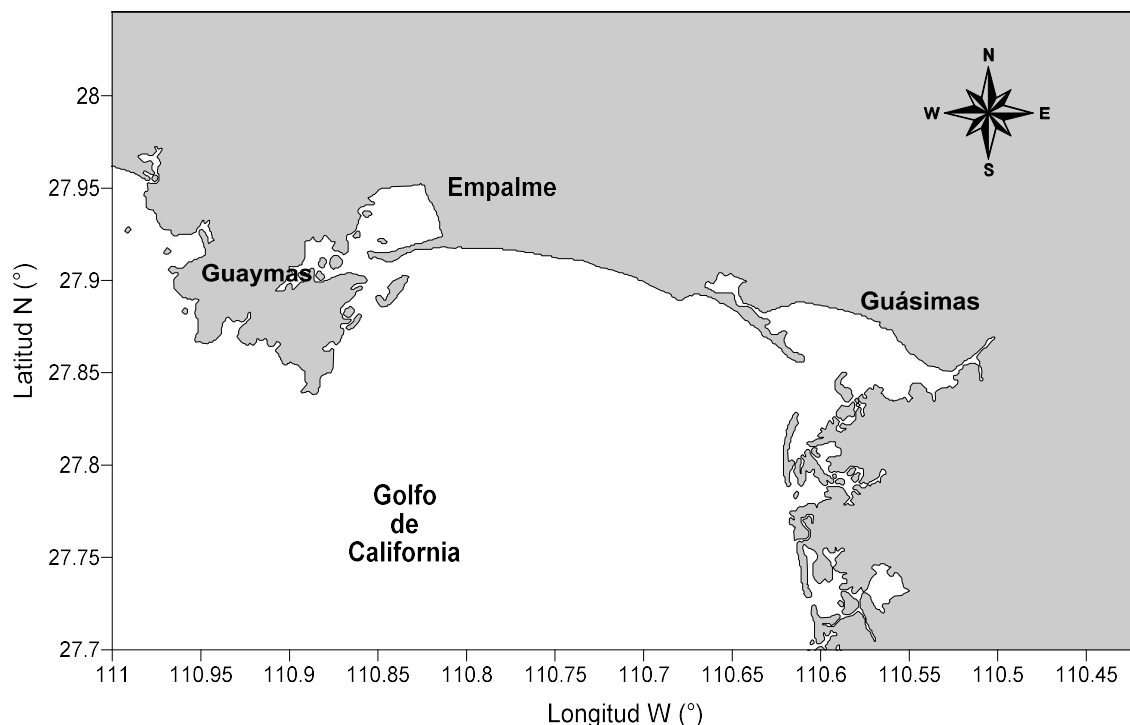 N
W E
S
28
27.95
27.9
27.85
27.8
27.75
27.7
Latitud N (°)
Empalme
Guaymas
Guásimas
Golfo
de
California
111 110.95 110.9 110.85 110.8 110.75 110.7 110.65 110.6 110.55 110.5 110.45
Longitud W (°)